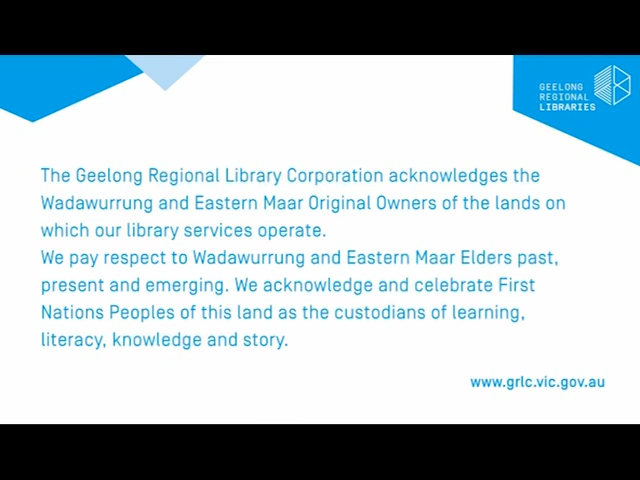 GEELONG
REGIONAL
LIBRARIES
The Geelong Regional Library Corporation acknowledges the
Wadawurrung and Eastern Maar Original Owners of the lands on
which our library services operate.
We pay respect to Wadawurrung and Eastern Maar Elders past,
present and emerging. We acknowledge and celebrate First
Nations Peoples of this land as the custodians of learning,
literacy, knowledge and story.
www.grlc.vic.gov.au